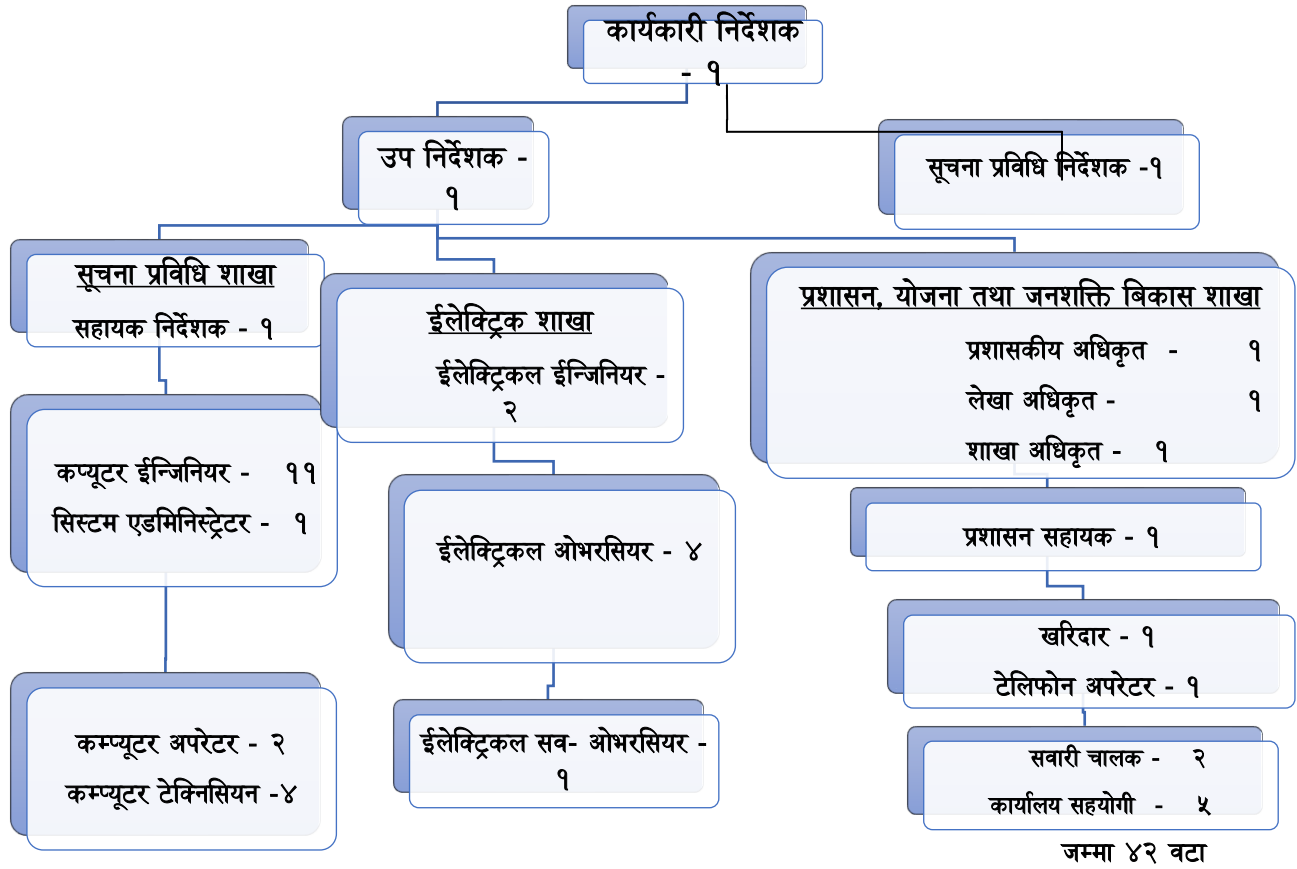 कार्यकारी निर्देशक
- १
उप निर्देशक -
१
सूचना प्रविधि निर्देशक -१
सूचना प्रविधि शाखा
सहायक निर्देशक - १
कप्यूटर ईन्जिनियर - ११
सिस्टम एडमिनिस्ट्रेटर - १
कम्प्यूटर अपरेटर - २
कम्प्यूटर टेक्निसियन -४
ईलेक्ट्रिक शाखा
ईलेक्ट्रिकल ईन्जिनियर -
२
ईलेक्ट्रिकल ओभरसियर - ४
ईलेक्ट्रिकल सव- ओभरसियर -
१
प्रशासन, योजना तथा जनशक्ति बिकास शाखा
प्रशासकीय अधिकृत - १
लेखा अधिकृत - १
शाखा अधिकृत - १
प्रशासन सहायक - १
खरिदार - १
टेलिफोन अपरेटर - १
सवारी चालक - २
कार्यालय सहयोगी - ५
जम्मा ४२ वटा